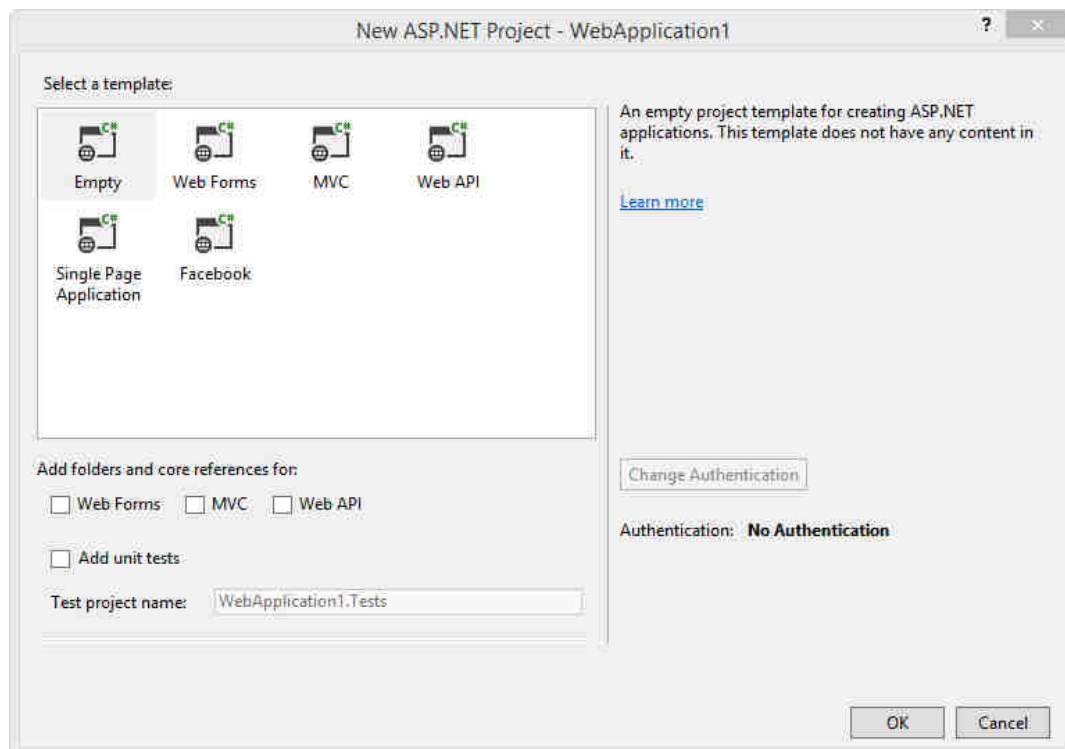 New ASP.NET Project - WebApplication1
?
Select a template:
C# C# C# C#
Empty Web Forms MVC Web API
C# C#
Single Page Facebook
Application
An empty project template for creating ASP.NET
applications. This template does not have any content in
it.
Learn more
Add folders and core references for:
Web Forms MVC Web API
Add unit tests
Test project name: WebApplication1.Tests
Change Authentication
Authentication: No Authentication
OK Cancel